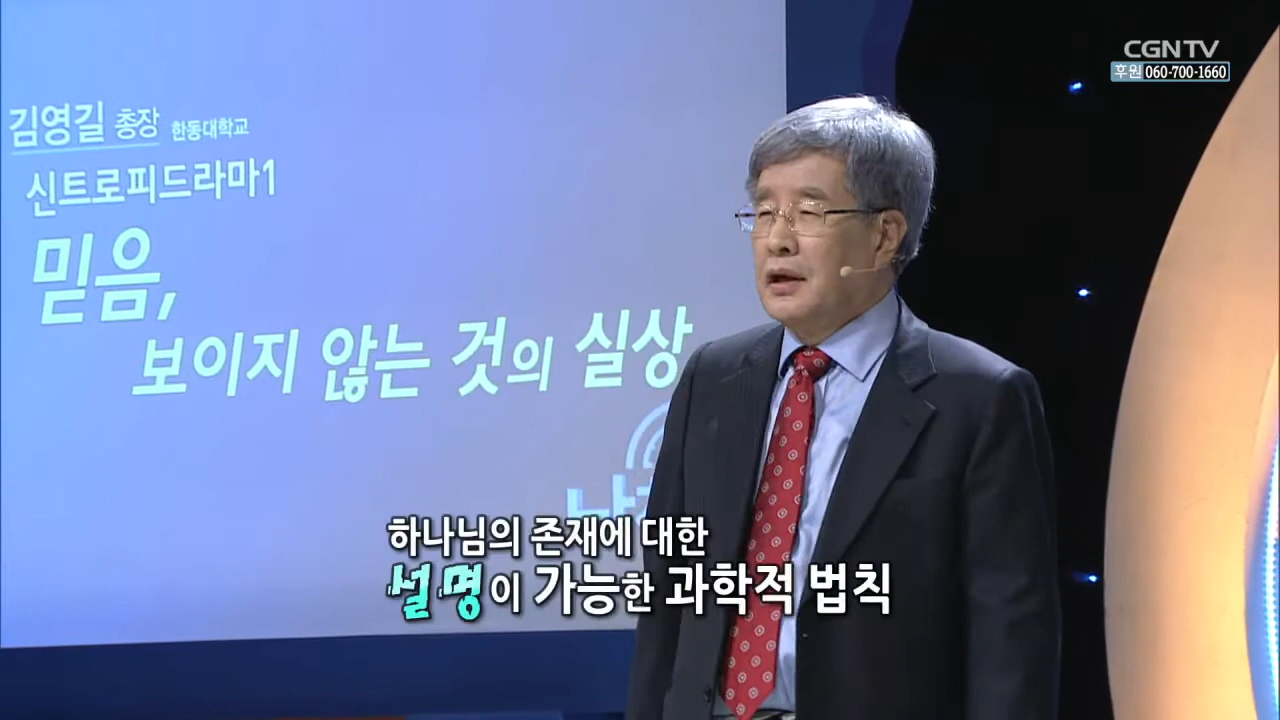 CGNTV
후원 060-700-1660
김영길 총장 한동대학교
신트로피드라마1
믿음,
보이지 않는 것의 실상
하나님의 존재에 대한
설명이 가능한 과학적 법칙